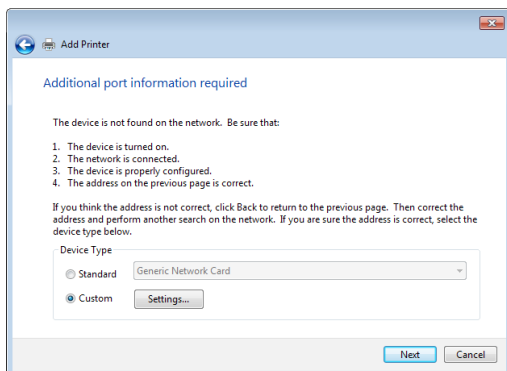 Add Printer
Additional port information required
The device is not found on the network. Be sure that:
1. The device is turned on.
2. The network is connected.
3. The device is properly configured.
4. The address on the previous page is correct.
If you think the address is not correct, click Back to return to the previous page. Then correct the
address and perform another search on the network. If you are sure the address is correct, select the
device type below.
Device Type
Standard
Generic Network Card
Custom
Settings...
Next
Cancel